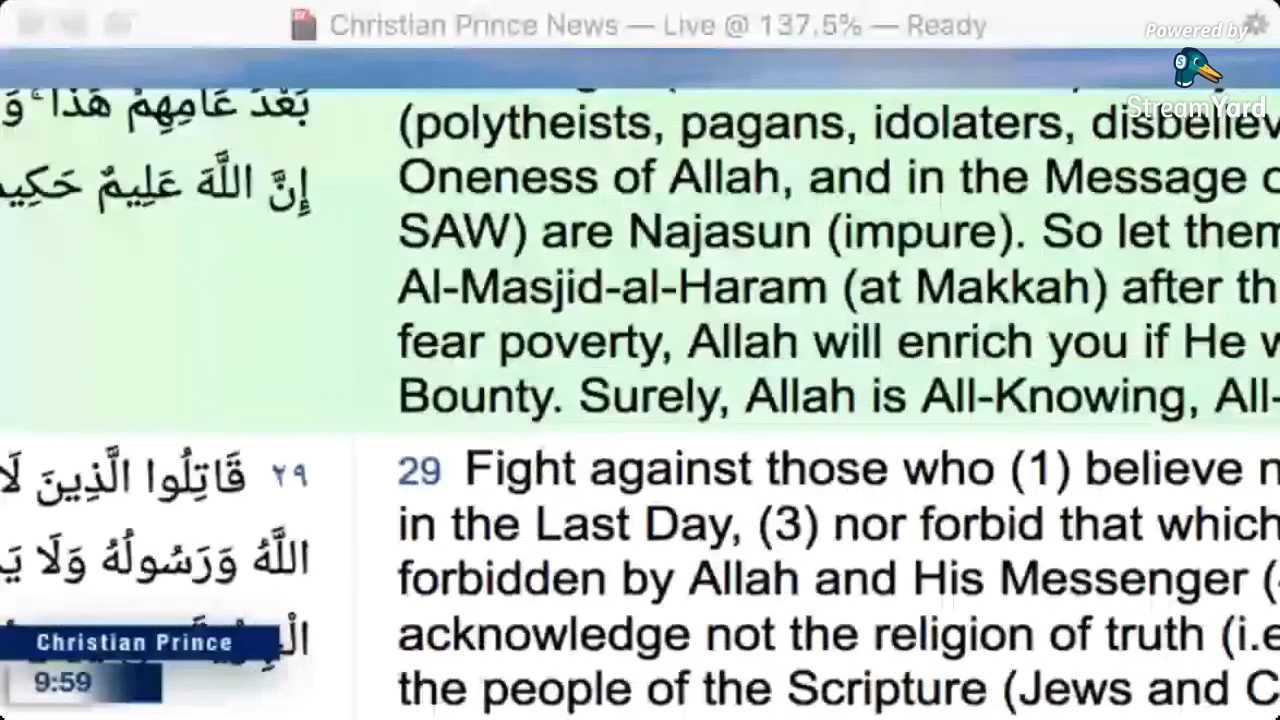 Christian Prince News — Live @ 137.5% — Ready
Powered by
StreamYard
بَعْدَ عَامِهِمْ هَٰذَا ۚ وَ
(polytheists, pagans, idolaters, disbeliev
إِنَّ اللَّهَ عَلِيمٌ حَكِيم
Oneness of Allah, and in the Message o
SAW) are Najasun (impure). So let them
Al-Masjid-al-Haram (at Makkah) after th
fear poverty, Allah will enrich you if He w
Bounty. Surely, Allah is All-Knowing, All-
٢٩ قَاتِلُوا الَّذِينَ لَا
29 Fight against those who (1) believe n
in the Last Day, (3) nor forbid that which
اللَّهُ وَرَسُولُهُ وَلَا يَد
forbidden by Allah and His Messenger (4
acknowledge not the religion of truth (i.e
the people of the Scripture (Jews and C
Christian Prince
9:59